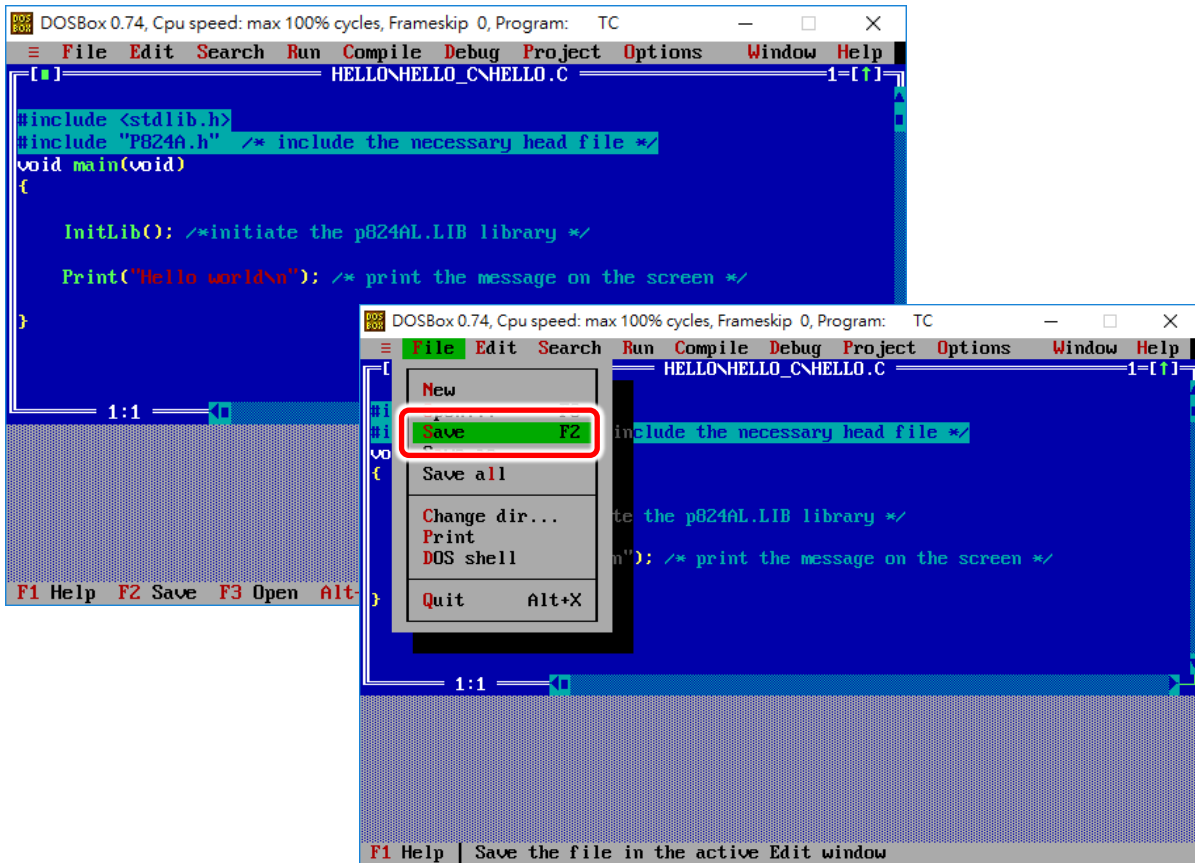 DOSBox 0.74, Cpu speed: max 100% cycles, Frameskip 0, Program: TC
≡ File Edit Search Run Compile Debug Project Options Window Help
HELLO\HELLO_C\HELLO.C 1=[↑]
#include <stdlib.h>
#include "P824A.h" /* include the necessary head file */
void main(void)
{
InitLib(); /*initiate the p824AL.LIB library */
Print("Hello world\n"); /* print the message on the screen */
}
1:1
F1 Help F2 Save F3 Open Alt-
DOSBox 0.74, Cpu speed: max 100% cycles, Frameskip 0, Program: TC
≡ File Edit Search Run Compile Debug Project Options Window Help
HELLO\HELLO_C\HELLO.C 1=[↑]
New
#i
#i Save F2 include the necessary head file */
vo
{ Save all
Change dir... te the p824AL.LIB library */
Print
DOS shell n"); /* print the message on the screen */
} Quit Alt+X
1:1
F1 Help | Save the file in the active Edit window